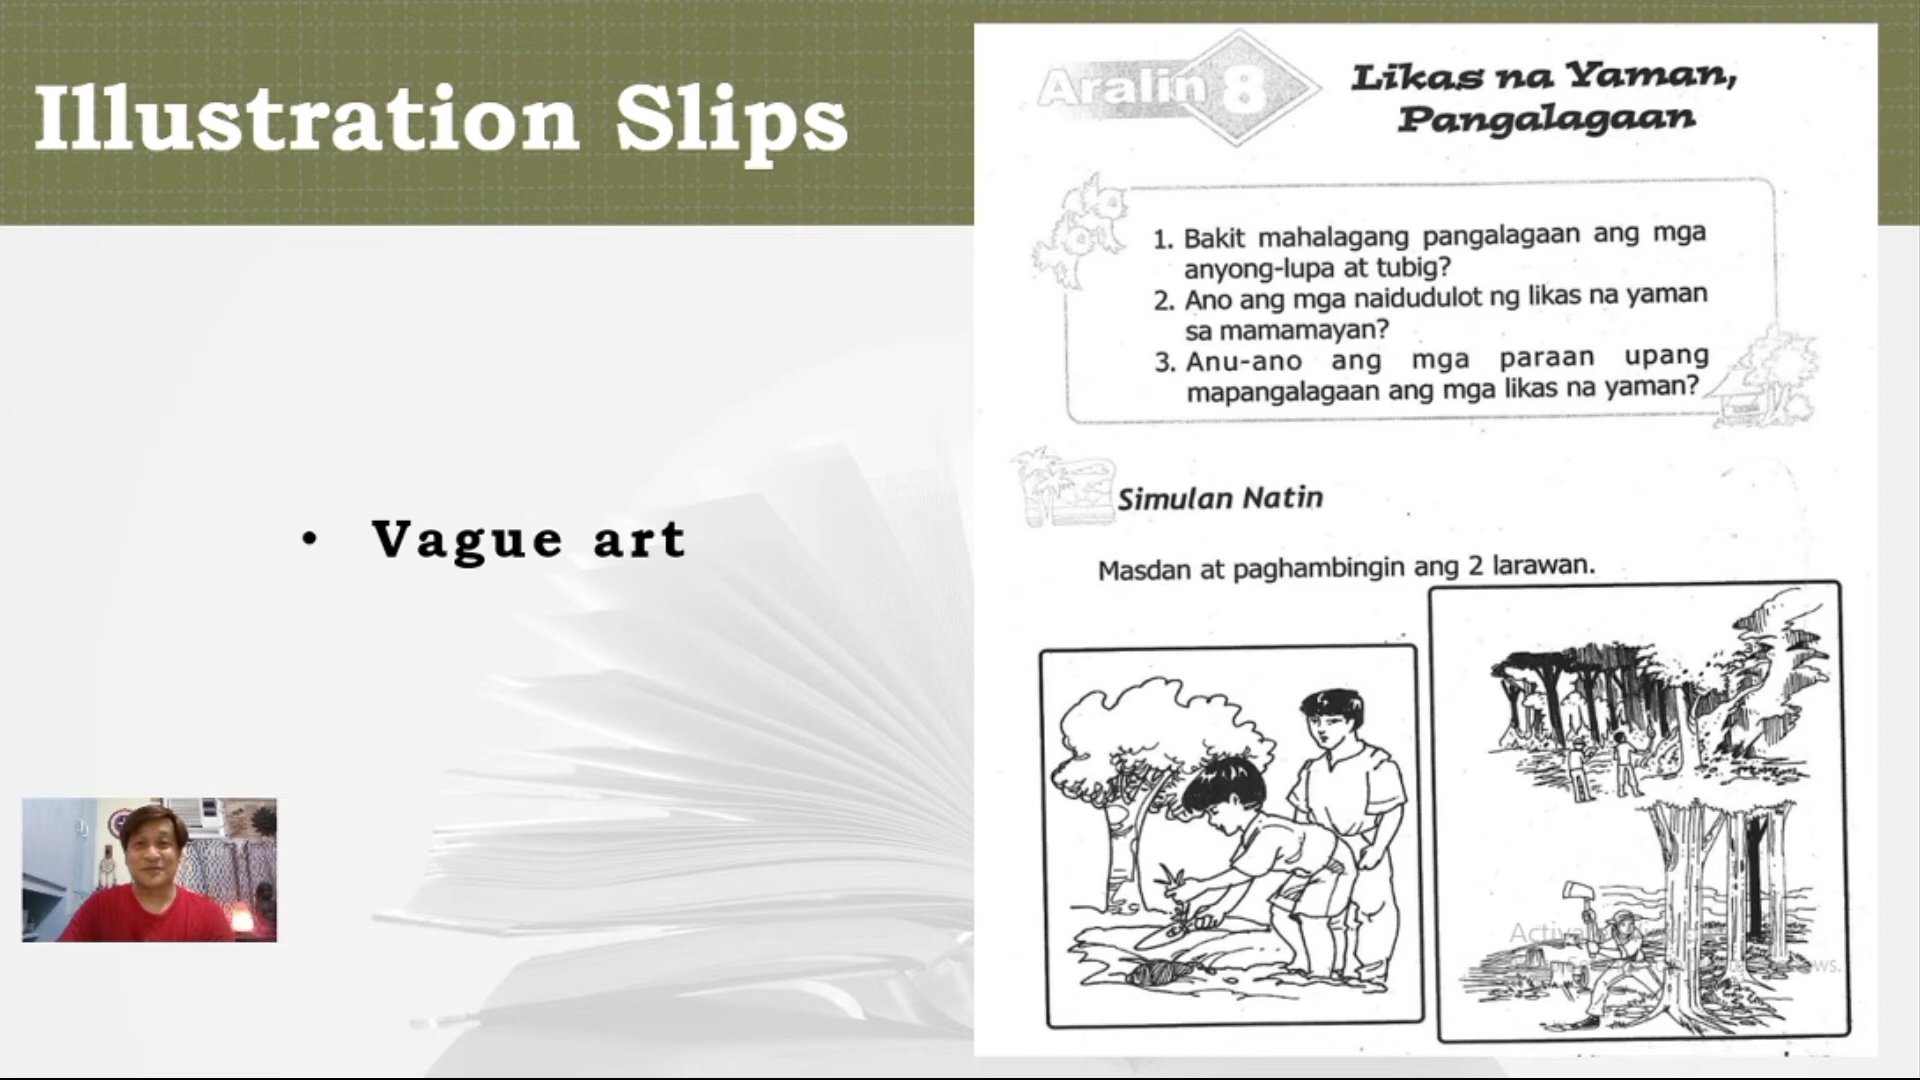 Illustration Slips
• Vague art
Aralin 8
Likas na Yaman,
Pangalagaan
1. Bakit mahalagang pangalagaan ang mga
anyong-lupa at tubig?
2. Ano ang mga naidudulot ng likas na yaman
sa mamamayan?
3. Anu-ano ang mga paraan upang
mapangalagaan ang mga likas na yaman?
Simulan Natin
Masdan at paghambingin ang 2 larawan.